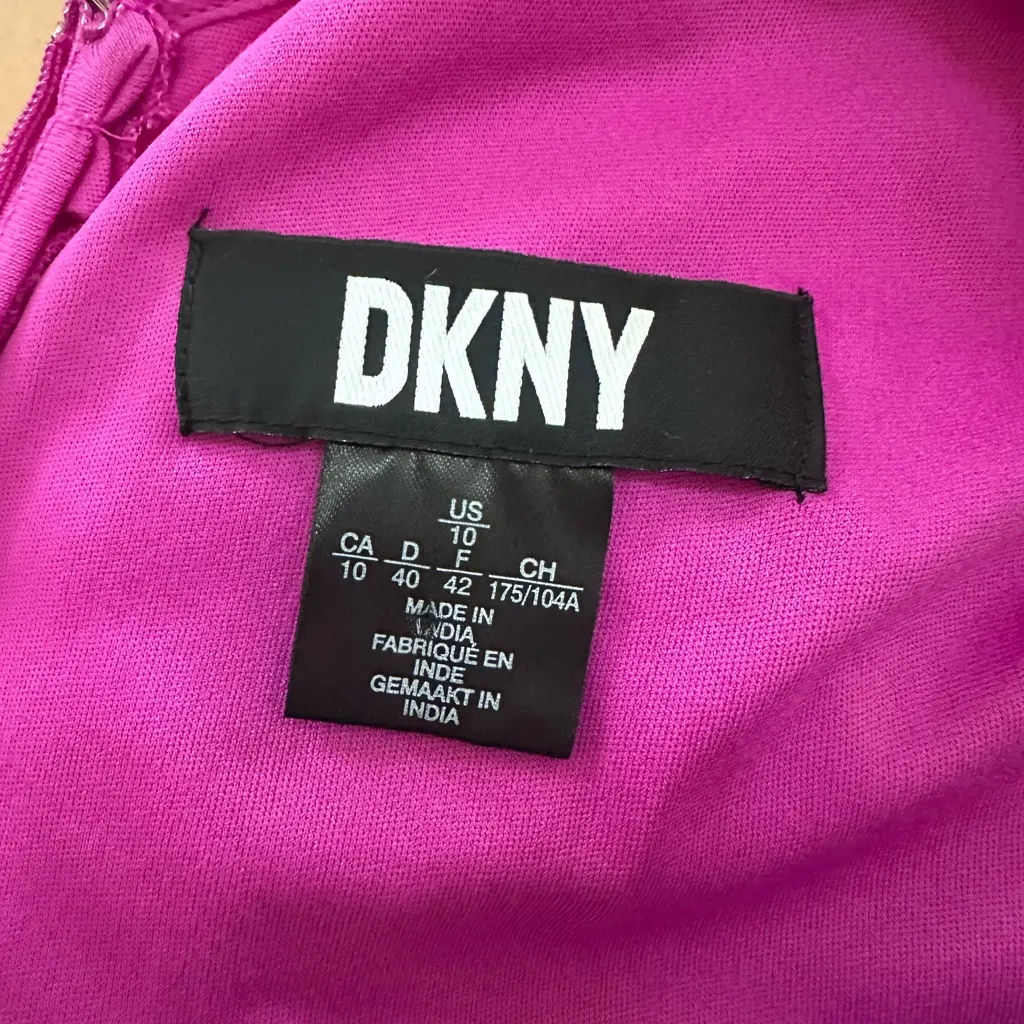 DKNY
US
10
CA D F CH
10 40 42 175/104A
MADE IN
INDIA
FABRIQUÉ EN
INDE
GEMAAKT IN
INDIA